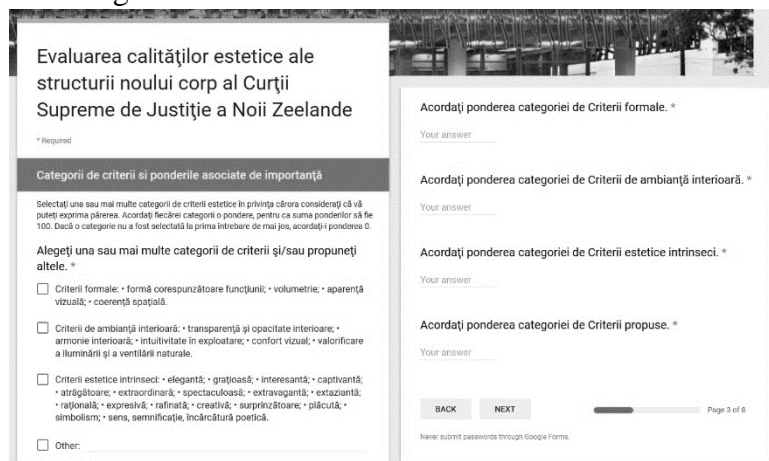 Evaluarea calităţilor estetice ale
structurii noului corp al Curţii
Supreme de Justiţie a Noii Zeelande
* Required
Categorii de criterii si ponderile asociate de importanţă
Selectaţi una sau mai multe categorii de criterii estetice în privinţa cărora consideraţi că vă
puteţi exprima părerea. Acordaţi fiecărei categorii o pondere, pentru ca suma ponderilor să fie
100. Dacă o categorie nu a fost selectată la prima întrebare de mai jos, acordaţi-i ponderea 0.
Alegeţi una sau mai multe categorii de criterii şi/sau propuneţi
altele. *
Criterii formale: • formă corespunzătoare funcţiunii; • volumetrie; • aparenţă
vizuală; • coerenţă spaţială.
Criterii de ambianţă interioară: • transparenţă şi opacitate interioare; •
armonie interioară; • intuitivitate în exploatare; • confort vizual; • valorificare
a iluminării şi a ventilării naturale.
Criterii estetice intrinseci: • elegantă; • graţioasă; • interesantă; • captivantă;
• atrăgătoare; • extraordinară; • spectaculoasă; • extravagantă; • extaziantă;
• raţională; • expresivă; • rafinată; • creativă; • surprinzătoare; • plăcută; •
simbolism; • sens, semnificaţie, încărcătură poetică.
Other:
Acordaţi ponderea categoriei de Criterii formale. *
Your answer
Acordaţi ponderea categoriei de Criterii de ambianţă interioară. *
Your answer
Acordaţi ponderea categoriei de Criterii estetice intrinseci. *
Your answer
Acordaţi ponderea categoriei de Criterii propuse. *
Your answer
BACK NEXT Page 3 of 8
Never submit passwords through Google Forms.